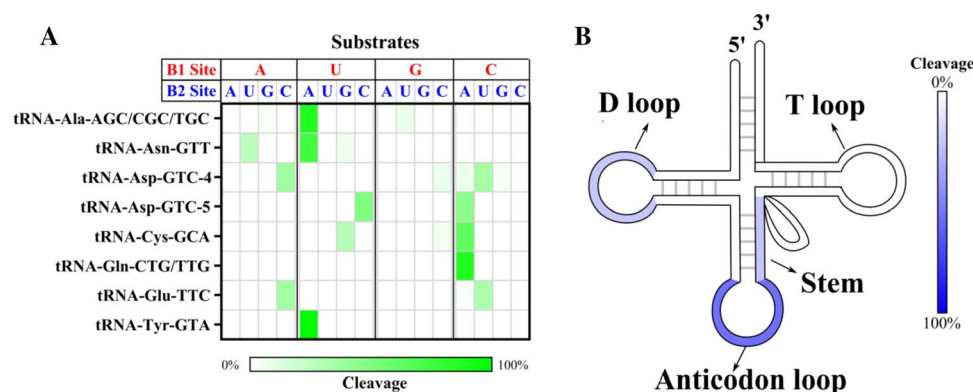 A
Substrates
B1 Site A U G C
B2 Site A U G C A U G C A U G C A U G C
tRNA-Ala-AGC/CGC/TGC
tRNA-Asn-GTT
tRNA-Asp-GTC-4
tRNA-Asp-GTC-5
tRNA-Cys-GCA
tRNA-Gln-CTG/TTG
tRNA-Glu-TTC
tRNA-Tyr-GTA
0% 100%
Cleavage
B
5' 3'
D loop
T loop
Stem
Anticodon loop
Cleavage
0%
100%